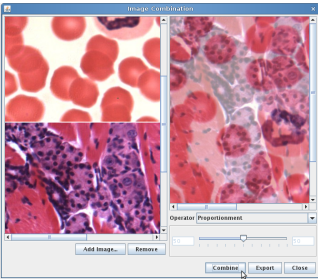 Image Combination
Operator Proportionment
Add Image... Remove
Combine Export Close